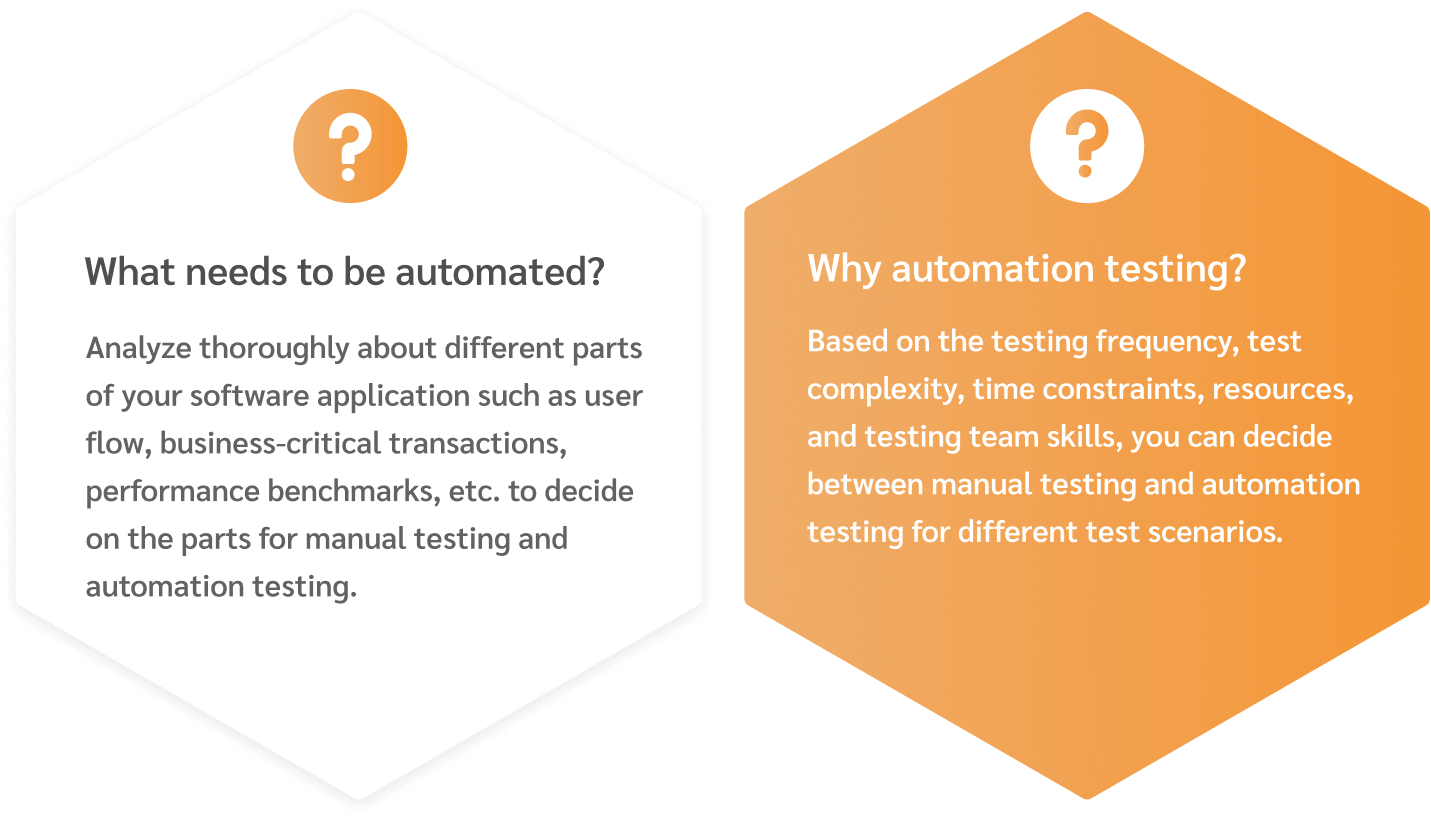 What needs to be automated?
Analyze thoroughly about different parts
of your software application such as user
flow, business-critical transactions,
performance benchmarks, etc. to decide
on the parts for manual testing and
automation testing.
Why automation testing?
Based on the testing frequency, test
complexity, time constraints, resources,
and testing team skills, you can decide
between manual testing and automation
testing for different test scenarios.